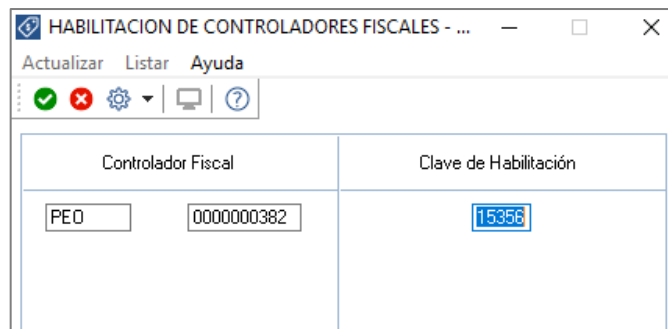 HABILITACION DE CONTROLADORES FISCALES - ...
Actualizar Listar Ayuda
Controlador Fiscal Clave de Habilitación
PEO 0000000382 15356